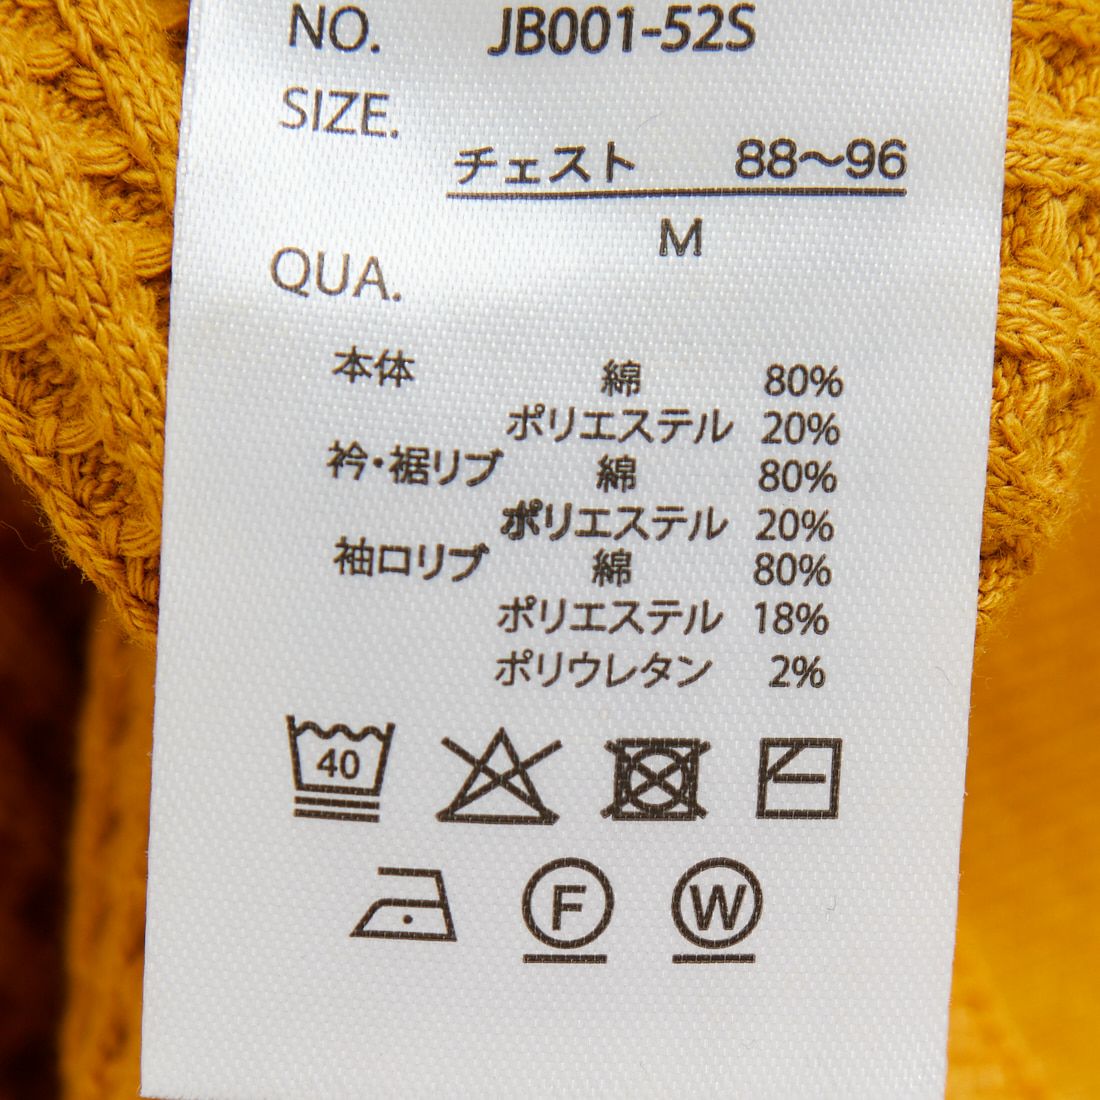 NO. JB001-52S
SIZE.
チェスト 88〜96
M
QUA.
本体 綿 80%
ポリエステル 20%
衿・裾リブ 綿 80%
ポリエステル 20%
袖口リブ 綿 80%
ポリエステル 18%
ポリウレタン 2%
40
F W